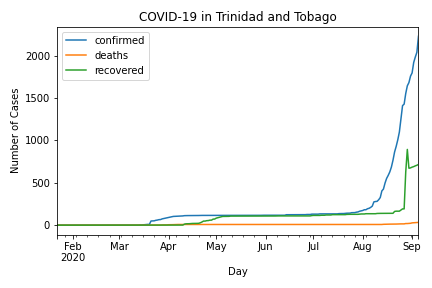 COVID-19 in Trinidad and Tobago
confirmed
deaths
recovered
Number of Cases
2000
1500
1000
500
0
Feb Mar Apr May Jun Jul Aug Sep
2020
Day